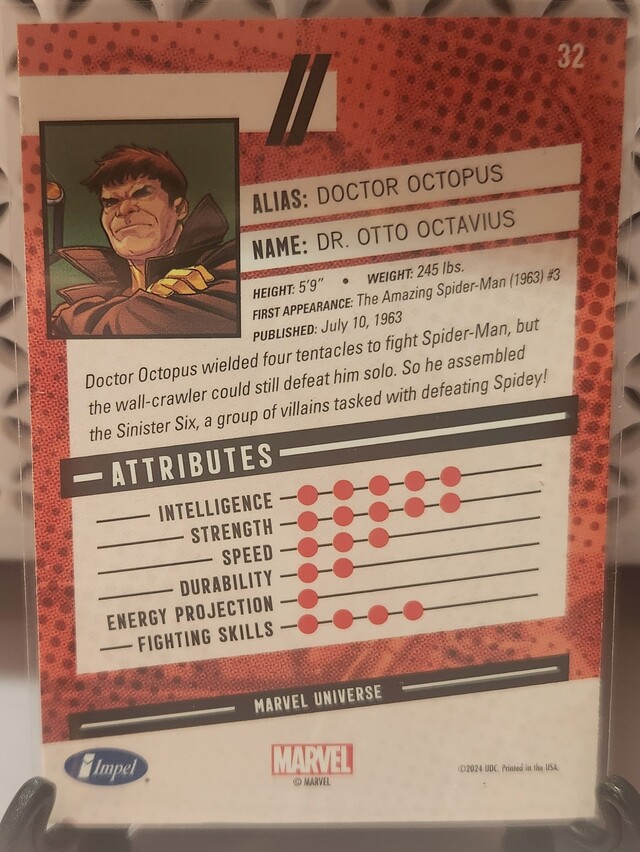 32
ALIAS: DOCTOR OCTOPUS
NAME: DR. OTTO OCTAVIUS
HEIGHT: 5'9" • WEIGHT: 245 lbs.
FIRST APPEARANCE: The Amazing Spider-Man (1963) #3
PUBLISHED: July 10, 1963
Doctor Octopus wielded four tentacles to fight Spider-Man, but
the wall-crawler could still defeat him solo. So he assembled
the Sinister Six, a group of villains tasked with defeating Spidey!
ATTRIBUTES
INTELLIGENCE
STRENGTH
SPEED
DURABILITY
ENERGY PROJECTION
FIGHTING SKILLS
MARVEL UNIVERSE
Impel
MARVEL
© MARVEL
©2024 UDC. Printed in the USA.